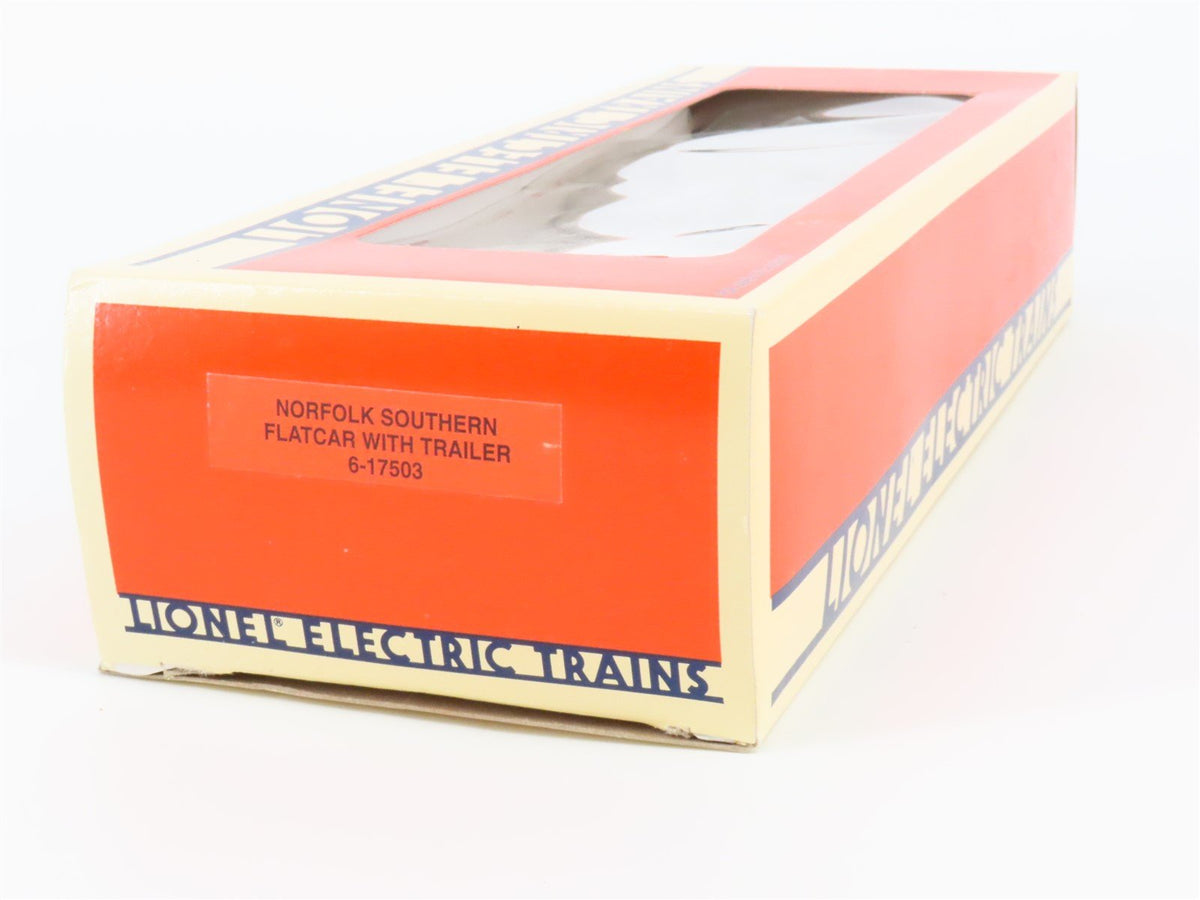 LIONEL ELECTRIC TRAINS
NORFOLK SOUTHERN
FLATCAR WITH TRAILER
6-17503
LIONEL® ELECTRIC TRAINS
LIONEL ELECTRIC TRAINS